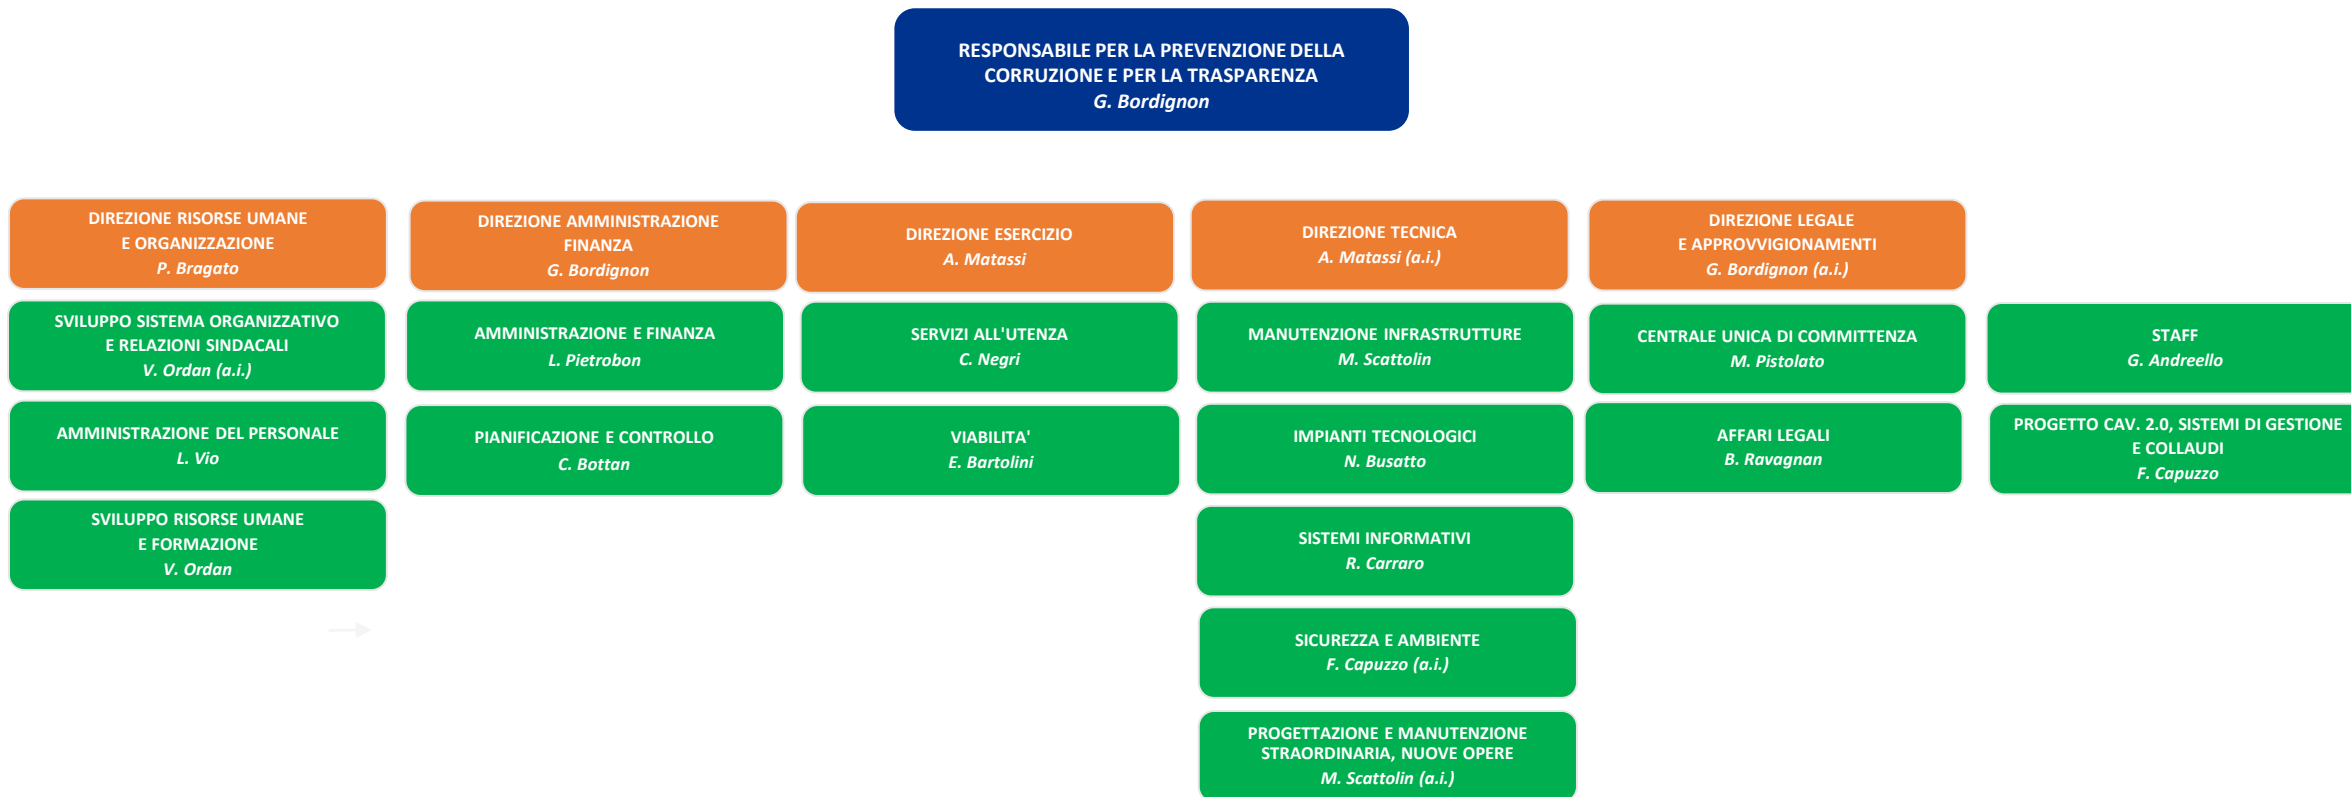 RESPONSABILE PER LA PREVENZIONE DELLA
CORRUZIONE E PER LA TRASPARENZA
G. Bordignon
DIREZIONE RISORSE UMANE
E ORGANIZZAZIONE
P. Bragato
SVILUPPO SISTEMA ORGANIZZATIVO
E RELAZIONI SINDACALI
V. Ordan (a.i.)
AMMINISTRAZIONE DEL PERSONALE
L. Vio
SVILUPPO RISORSE UMANE
E FORMAZIONE
V. Ordan
DIREZIONE AMMINISTRAZIONE
FINANZA
G. Bordignon
AMMINISTRAZIONE E FINANZA
L. Pietrobon
PIANIFICAZIONE E CONTROLLO
C. Bottan
DIREZIONE ESERCIZIO
A. Matassi
SERVIZI ALL'UTENZA
C. Negri
VIABILITA'
E. Bartolini
DIREZIONE TECNICA
A. Matassi (a.i.)
MANUTENZIONE INFRASTRUTTURE
M. Scattolin
IMPIANTI TECNOLOGICI
N. Busatto
SISTEMI INFORMATIVI
R. Carraro
SICUREZZA E AMBIENTE
F. Capuzzo (a.i.)
PROGETTAZIONE E MANUTENZIONE
STRAORDINARIA, NUOVE OPERE
M. Scattolin (a.i.)
DIREZIONE LEGALE
E APPROVVIGIONAMENTI
G. Bordignon (a.i.)
CENTRALE UNICA DI COMMITTENZA
M. Pistolato
AFFARI LEGALI
B. Ravagnan
STAFF
G. Andreello
PROGETTO CAV. 2.0, SISTEMI DI GESTIONE
E COLLAUDI
F. Capuzzo